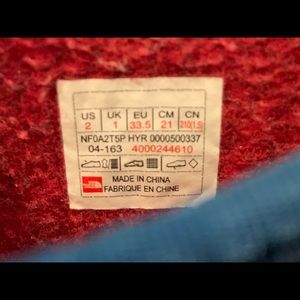 US UK EU CM CN
2 1 33.5 21 210(1.5)
NF0A2T5P HYR 0000500337
04-163 4000244610
MADE IN CHINA
FABRIQUE EN CHINE